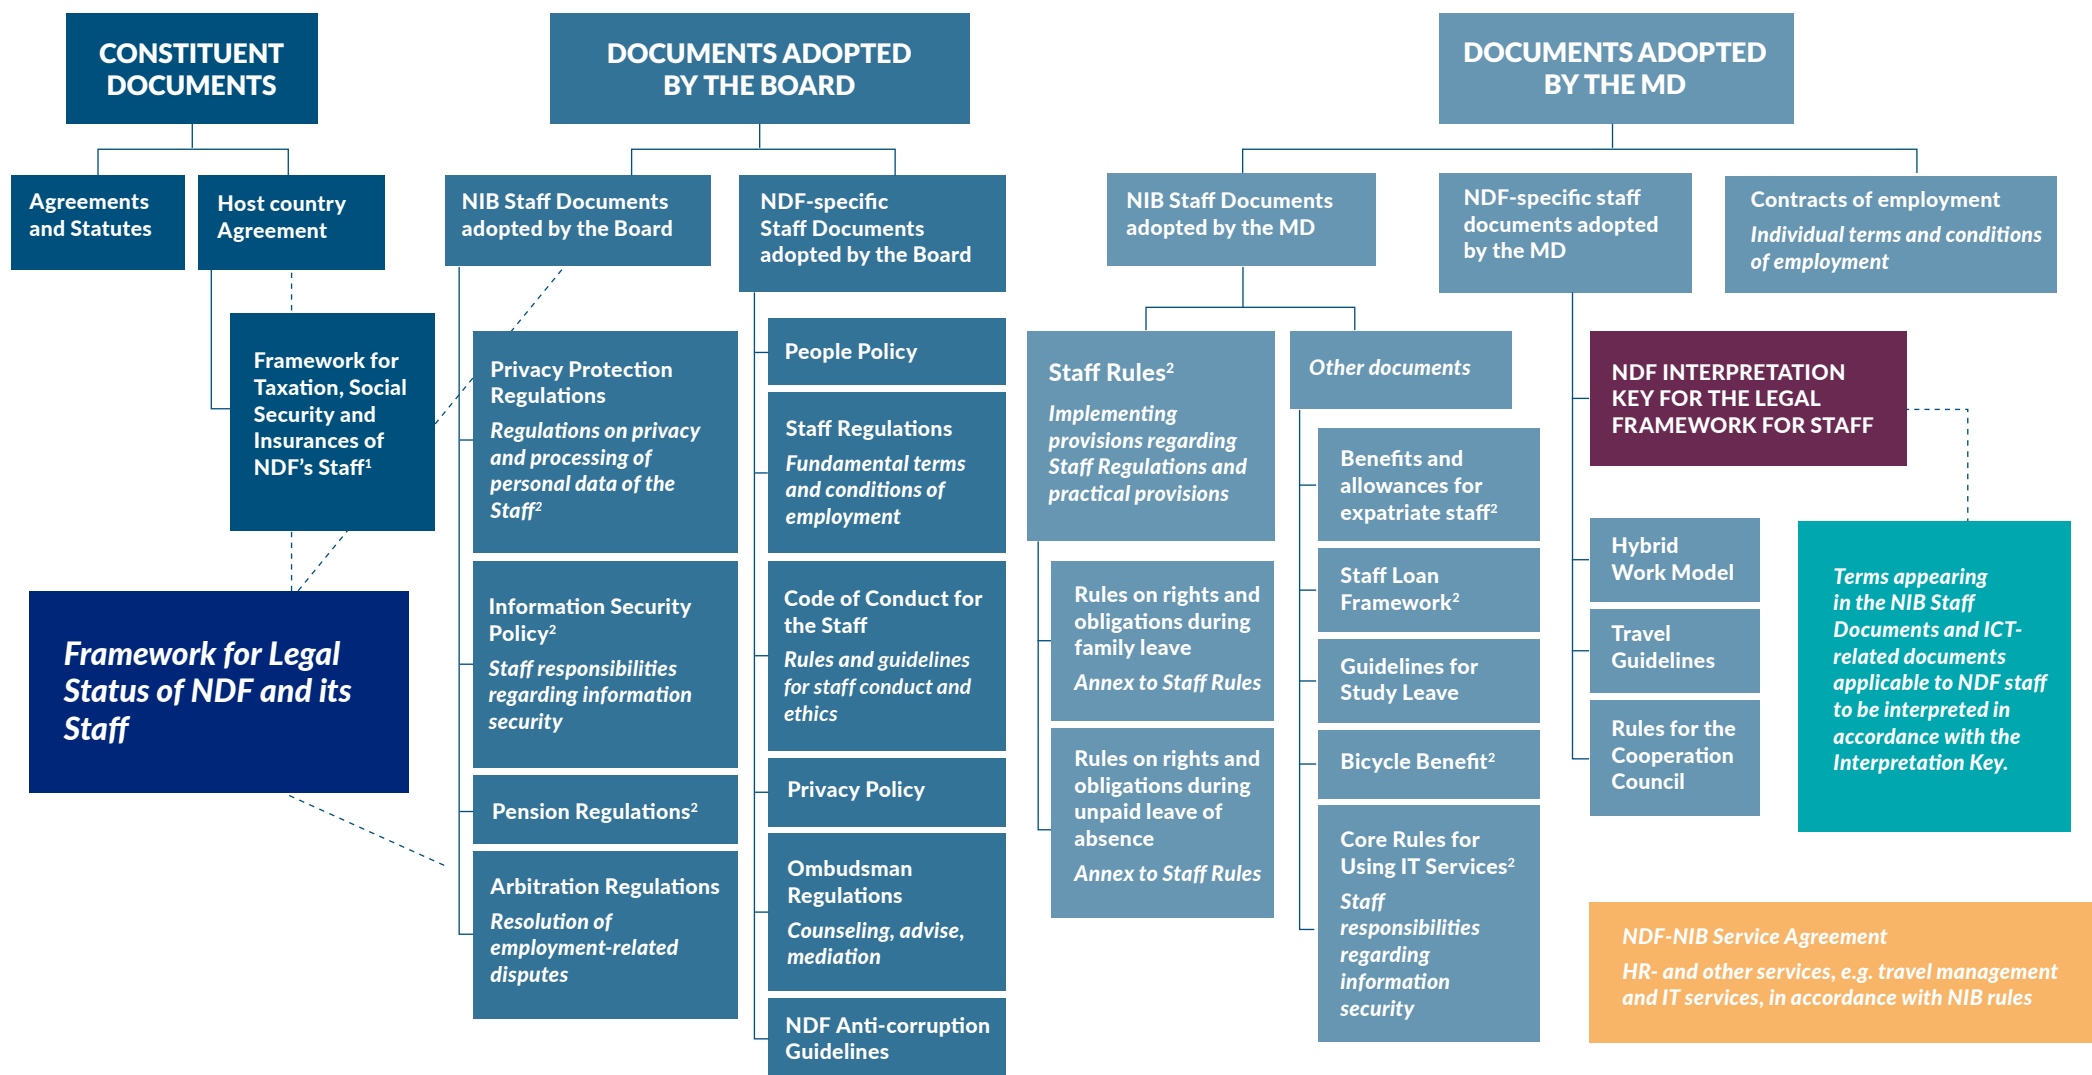 CONSTITUENT
DOCUMENTS
Agreements
and Statutes
Host country
Agreement
Framework for
Taxation, Social
Security and
Insurances of
NDF’s Staff¹
Framework for Legal
Status of NDF and its
Staff
DOCUMENTS ADOPTED
BY THE BOARD
NIB Staff Documents
adopted by the Board
Privacy Protection
Regulations
Regulations on privacy
and processing of
personal data of the
Staff²
Information Security
Policy²
Staff responsibilities
regarding information
security
Pension Regulations²
Arbitration Regulations
Resolution of
employment-related
disputes
NDF-specific
Staff Documents
adopted by the Board
People Policy
Staff Regulations
Fundamental terms
and conditions of
employment
Code of Conduct for
the Staff
Rules and guidelines
for staff conduct and
ethics
Privacy Policy
Ombudsman
Regulations
Counseling, advise,
mediation
NDF Anti-corruption
Guidelines
DOCUMENTS ADOPTED
BY THE MD
NIB Staff Documents
adopted by the MD
Staff Rules²
Implementing
provisions regarding
Staff Regulations and
practical provisions
Rules on rights and
obligations during
family leave
Annex to Staff Rules
Rules on rights and
obligations during
unpaid leave of
absence
Annex to Staff Rules
Other documents
Benefits and
allowances for
expatriate staff²
Staff Loan
Framework²
Guidelines for
Study Leave
Bicycle Benefit²
Core Rules for
Using IT Services²
Staff
responsibilities
regarding
information
security
NDF-specific staff
documents adopted
by the MD
NDF INTERPRETATION
KEY FOR THE LEGAL
FRAMEWORK FOR STAFF
Hybrid
Work Model
Travel
Guidelines
Rules for the
Cooperation
Council
Contracts of employment
Individual terms and conditions
of employment
Terms appearing
in the NIB Staff
Documents and ICT-
related documents
applicable to NDF staff
to be interpreted in
accordance with the
Interpretation Key.
NDF-NIB Service Agreement
HR- and other services, e.g. travel management
and IT services, in accordance with NIB rules